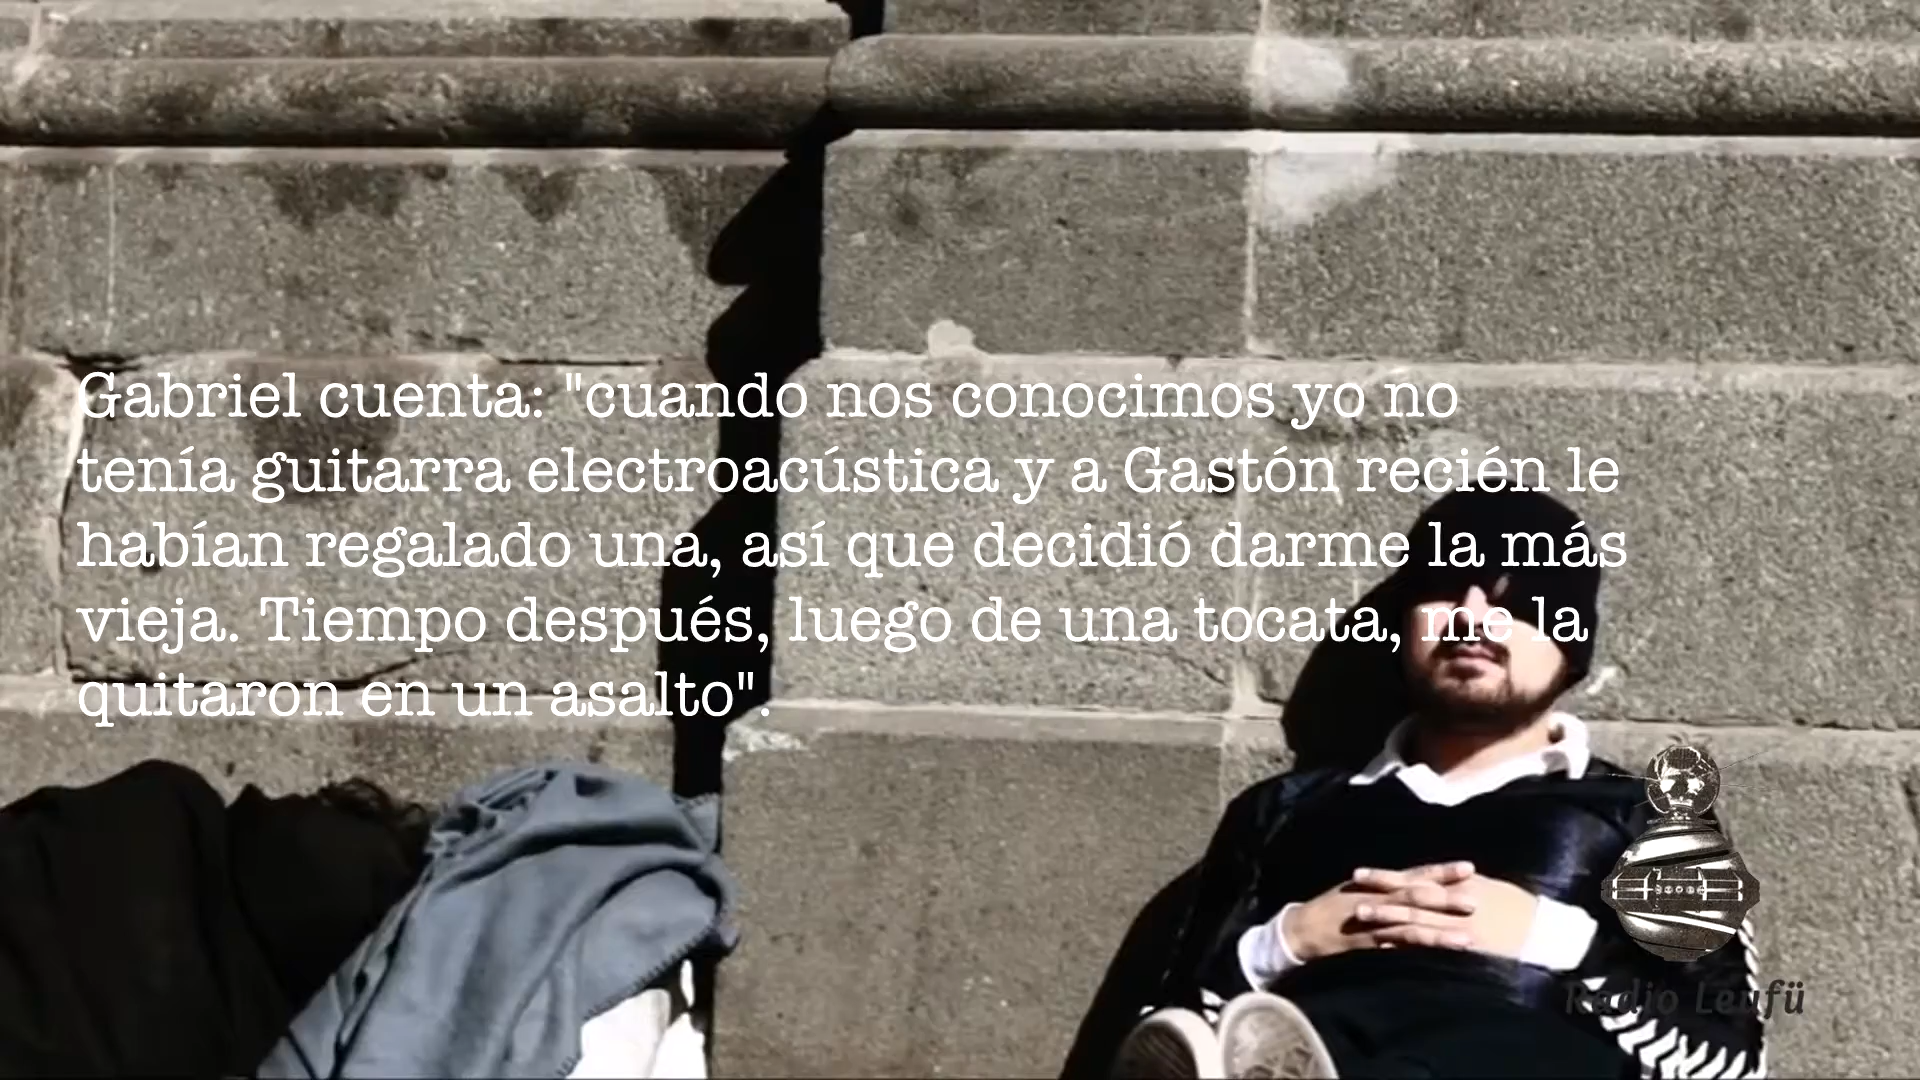 Gabriel cuenta: "cuando nos conocimos yo no
tenía guitarra electroacústica y a Gastón recién le
habían regalado una, así que decidió darme la más
vieja. Tiempo después, luego de una tocata, me la
quitaron en un asalto".
Radio Leufü